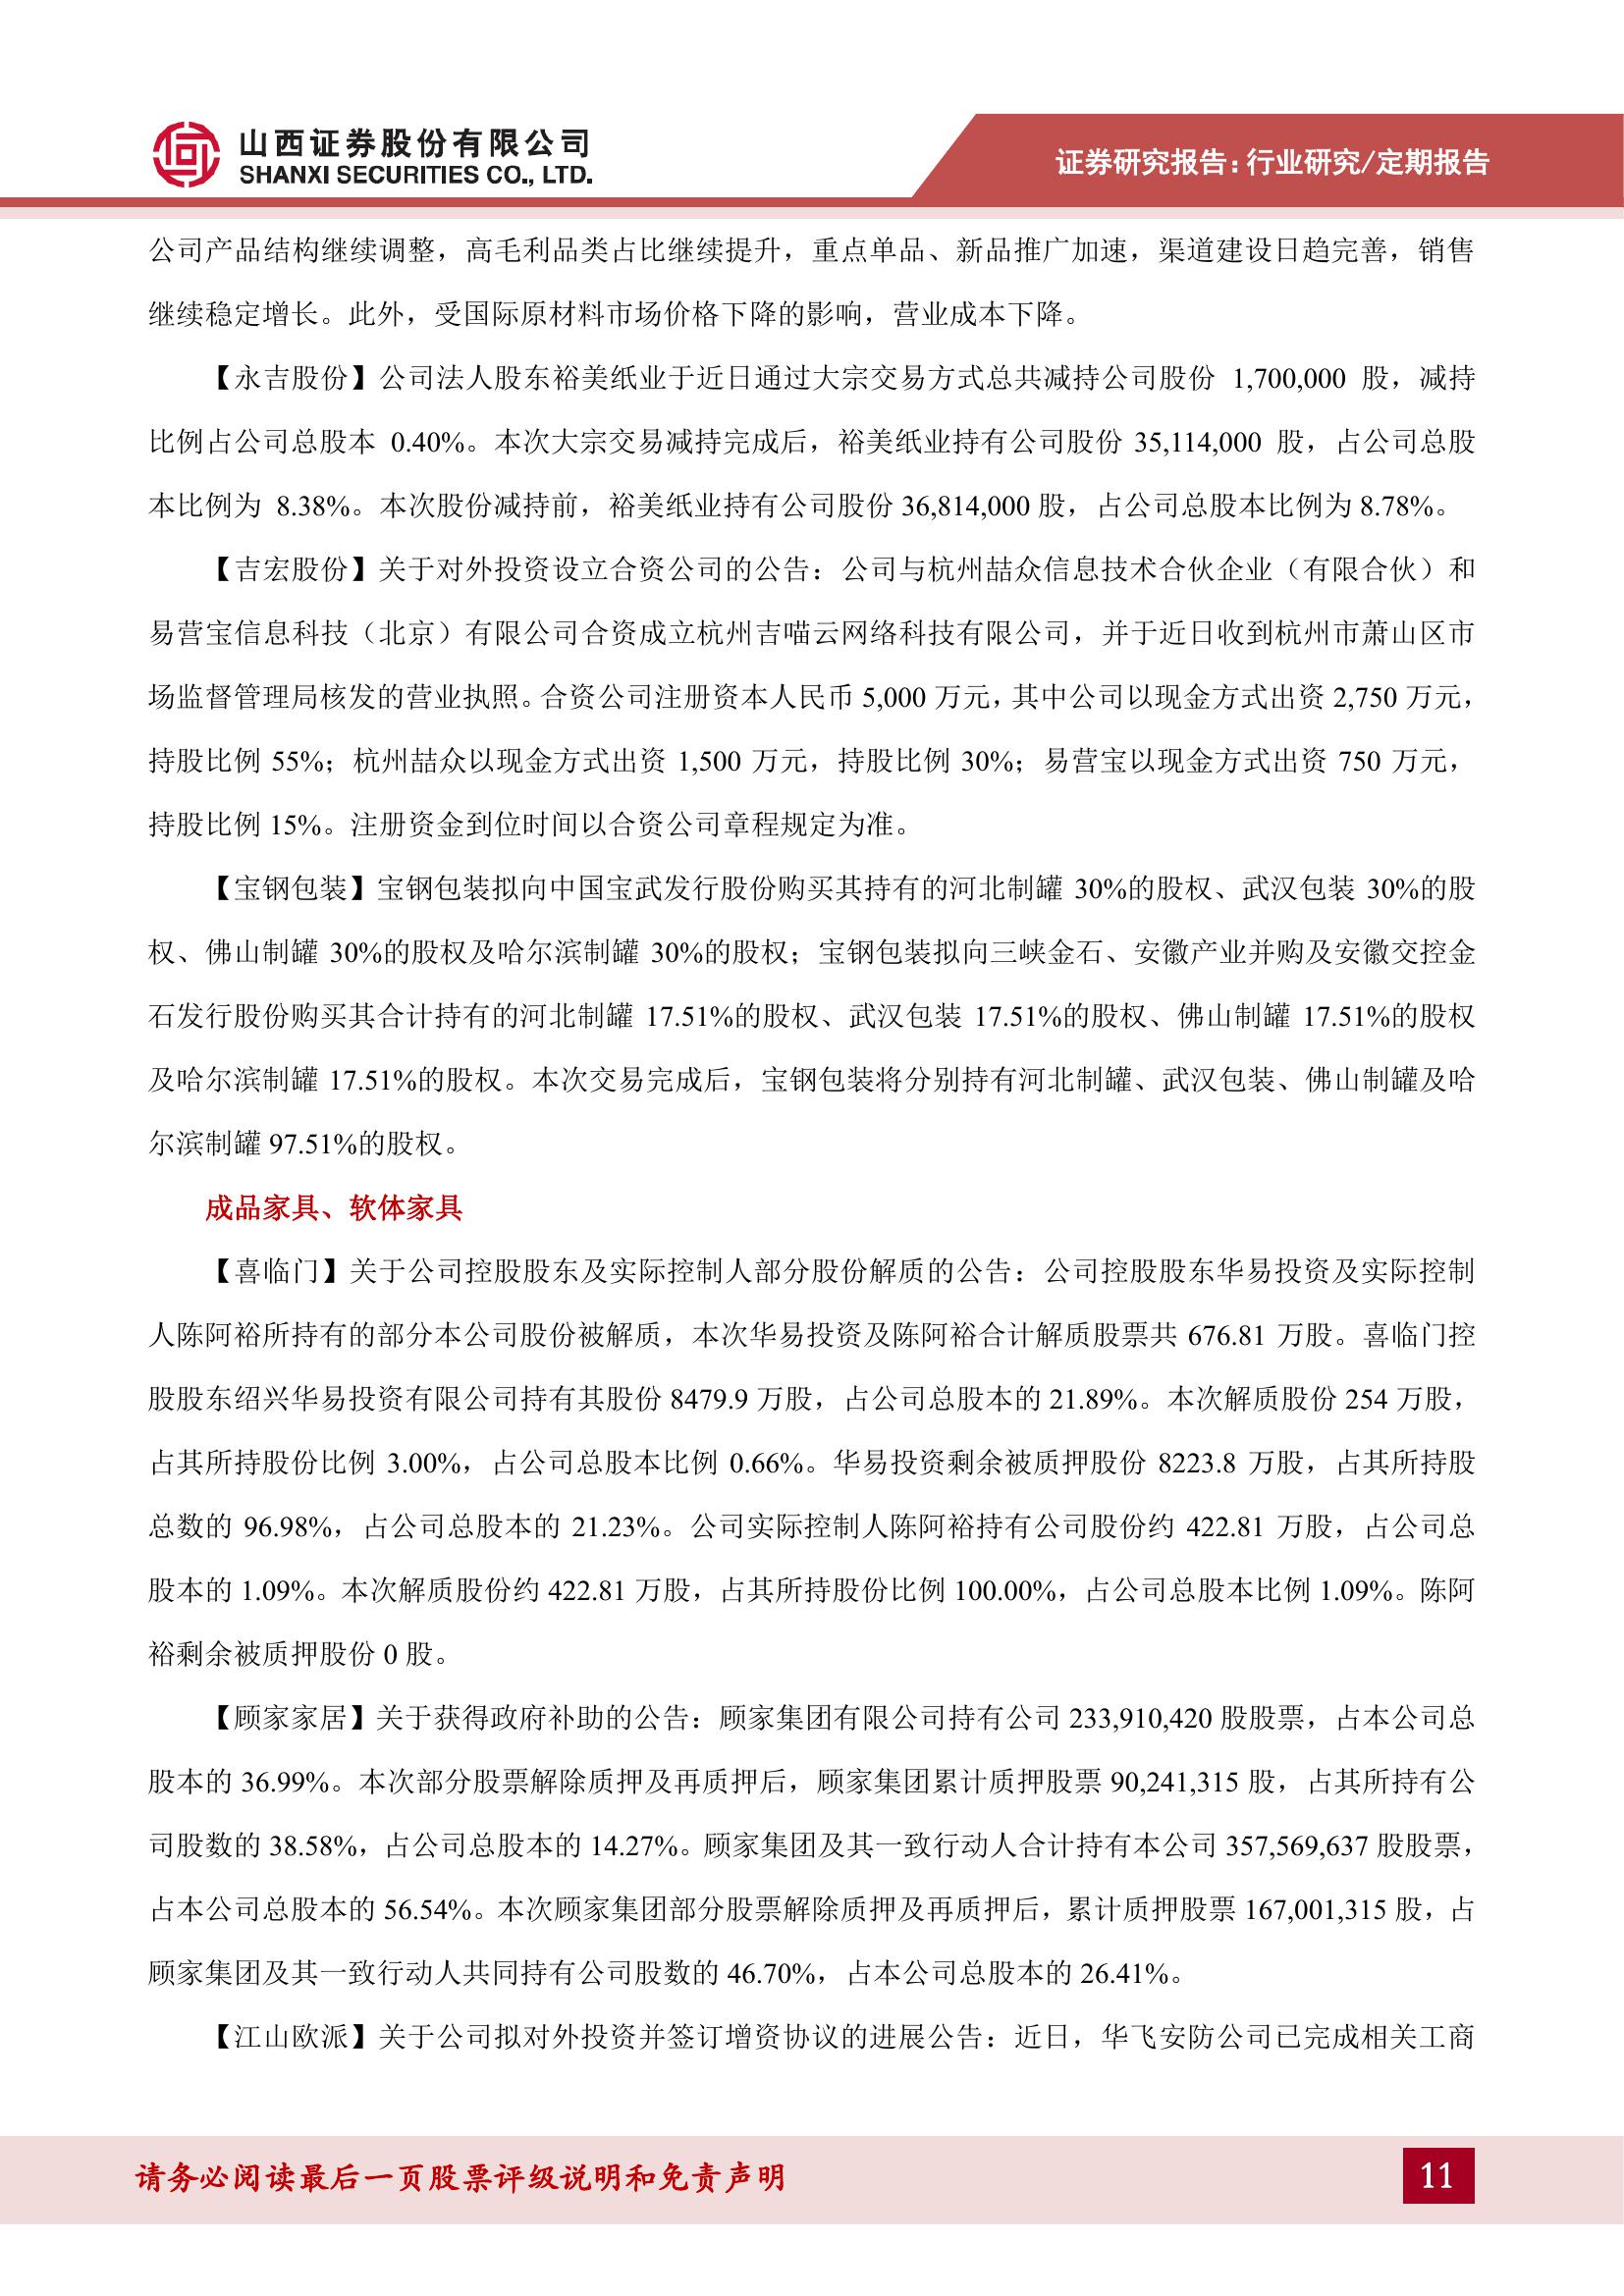 山西证券股份有限公司
SHANXI SECURITIES CO., LTD.
证券研究报告：行业研究/定期报告
公司产品结构继续调整，高毛利品类占比继续提升，重点单品、新品推广加速，渠道建设日趋完善，销售
继续稳定增长。此外，受国际原材料市场价格下降的影响，营业成本下降。
【永吉股份】公司法人股东裕美纸业于近日通过大宗交易方式总共减持公司股份 1,700,000 股，减持
比例占公司总股本 0.40%。本次大宗交易减持完成后，裕美纸业持有公司股份 35,114,000 股，占公司总股
本比例为 8.38%。本次股份减持前，裕美纸业持有公司股份 36,814,000 股，占公司总股本比例为 8.78%。
【吉宏股份】关于对外投资设立合资公司的公告：公司与杭州喆众信息技术合伙企业（有限合伙）和
易营宝信息科技（北京）有限公司合资成立杭州吉喵云网络科技有限公司，并于近日收到杭州市萧山区市
场监督管理局核发的营业执照。合资公司注册资本人民币 5,000 万元，其中公司以现金方式出资 2,750 万元，
持股比例 55%；杭州喆众以现金方式出资 1,500 万元，持股比例 30%；易营宝以现金方式出资 750 万元，
持股比例 15%。注册资金到位时间以合资公司章程规定为准。
【宝钢包装】宝钢包装拟向中国宝武发行股份购买其持有的河北制罐 30%的股权、武汉包装 30%的股
权、佛山制罐 30%的股权及哈尔滨制罐 30%的股权；宝钢包装拟向三峡金石、安徽产业并购及安徽交控金
石发行股份购买其合计持有的河北制罐 17.51%的股权、武汉包装 17.51%的股权、佛山制罐 17.51%的股权
及哈尔滨制罐 17.51%的股权。本次交易完成后，宝钢包装将分别持有河北制罐、武汉包装、佛山制罐及哈
尔滨制罐 97.51%的股权。
成品家具、软体家具
【喜临门】关于公司控股股东及实际控制人部分股份解质的公告：公司控股股东华易投资及实际控制
人陈阿裕所持有的部分本公司股份被解质，本次华易投资及陈阿裕合计解质股票共 676.81 万股。喜临门控
股股东绍兴华易投资有限公司持有其股份 8479.9 万股，占公司总股本的 21.89%。本次解质股份 254 万股，
占其所持股份比例 3.00%，占公司总股本比例 0.66%。华易投资剩余被质押股份 8223.8 万股，占其所持股
总数的 96.98%，占公司总股本的 21.23%。公司实际控制人陈阿裕持有公司股份约 422.81 万股，占公司总
股本的 1.09%。本次解质股份约 422.81 万股，占其所持股份比例 100.00%，占公司总股本比例 1.09%。陈阿
裕剩余被质押股份 0 股。
【顾家家居】关于获得政府补助的公告：顾家集团有限公司持有公司 233,910,420 股股票，占本公司总
股本的 36.99%。本次部分股票解除质押及再质押后，顾家集团累计质押股票 90,241,315 股，占其所持有公
司股数的 38.58%，占公司总股本的 14.27%。顾家集团及其一致行动人合计持有本公司 357,569,637 股股票，
占本公司总股本的 56.54%。本次顾家集团部分股票解除质押及再质押后，累计质押股票 167,001,315 股，占
顾家集团及其一致行动人共同持有公司股数的 46.70%，占本公司总股本的 26.41%。
【江山欧派】关于公司拟对外投资并签订增资协议的进展公告：近日，华飞安防公司已完成相关工商
请务必阅读最后一页股票评级说明和免责声明
11